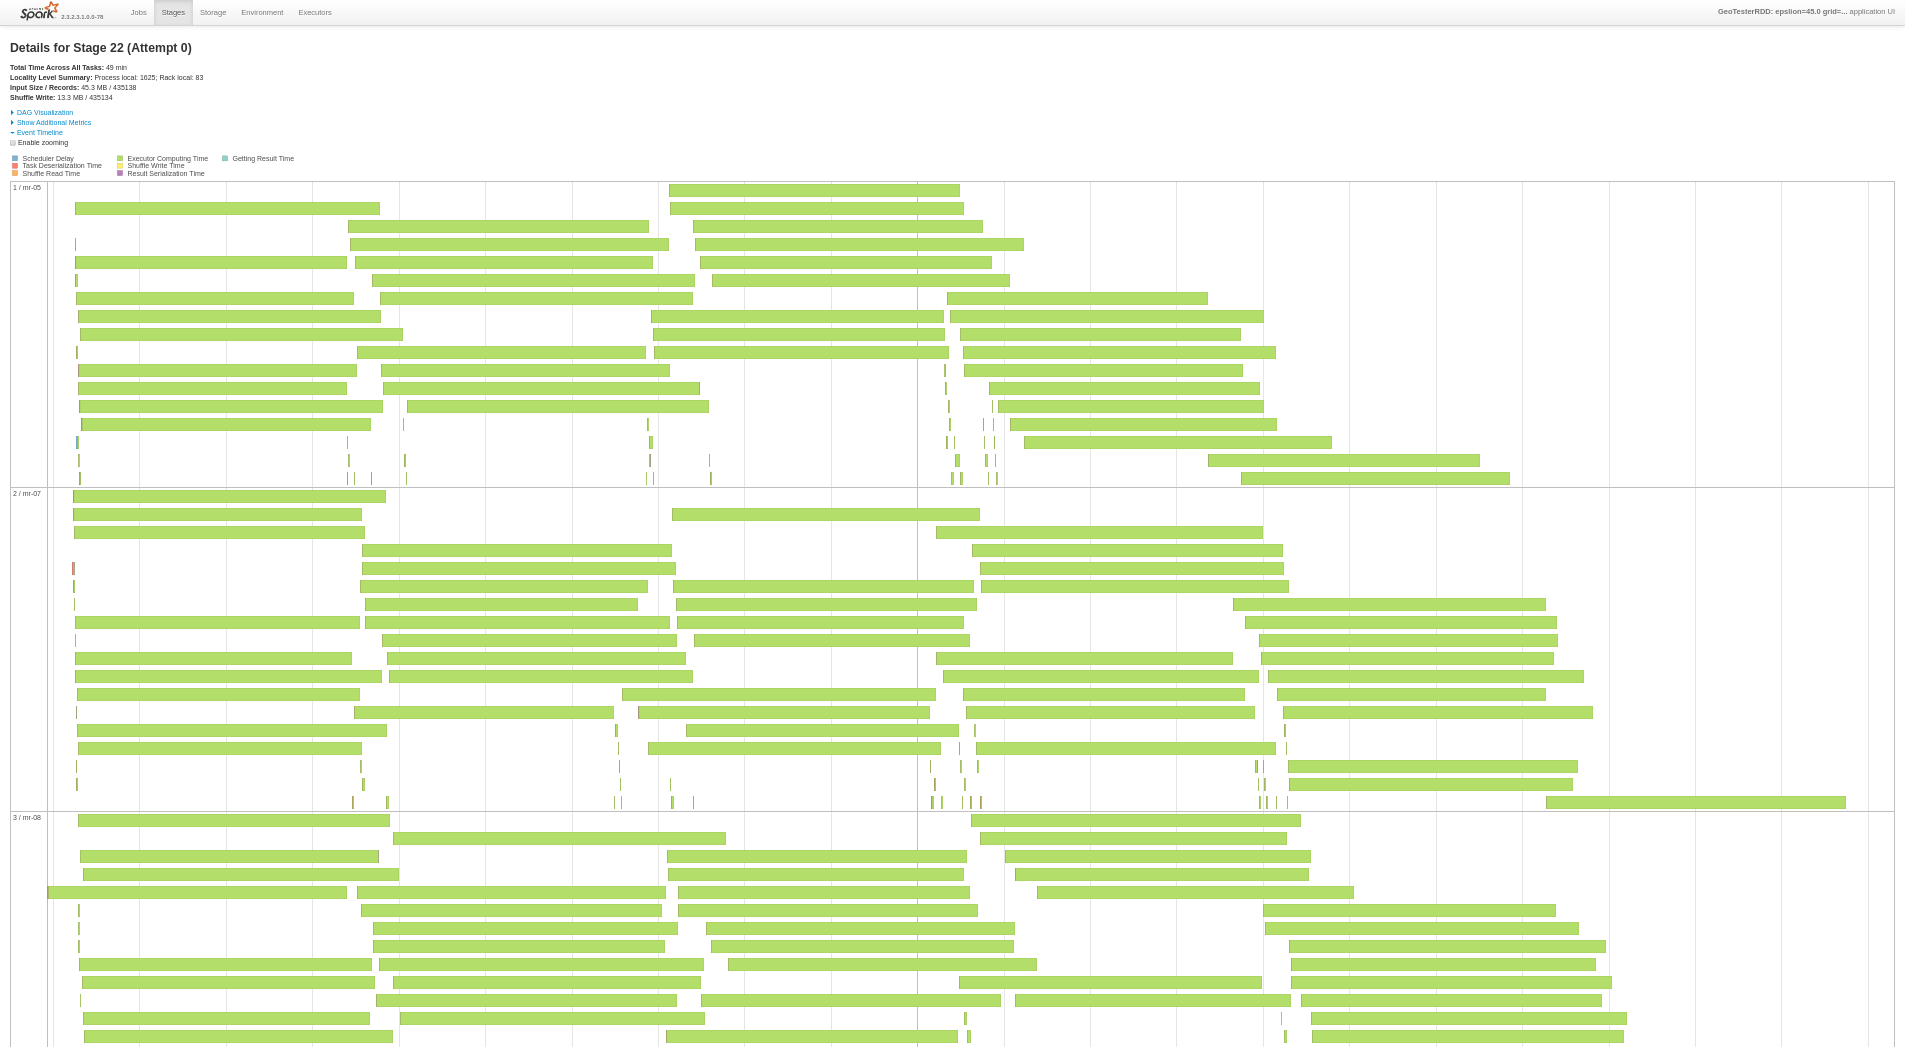 APACHE
Spark 2.3.2.3.1.0.0-78 Jobs Stages Storage Environment Executors GeoTesterRDD: epslion=45.0 grid=... application UI
Details for Stage 22 (Attempt 0)
Total Time Across All Tasks: 49 min
Locality Level Summary: Process local: 1625; Rack local: 83
Input Size / Records: 45.3 MB / 435138
Shuffle Write: 13.3 MB / 435134
DAG Visualization
Show Additional Metrics
Event Timeline
Enable zooming
Scheduler Delay Executor Computing Time Getting Result Time
Task Deserialization Time Shuffle Write Time
Shuffle Read Time Result Serialization Time
1 / mr-05
2 / mr-07
3 / mr-08